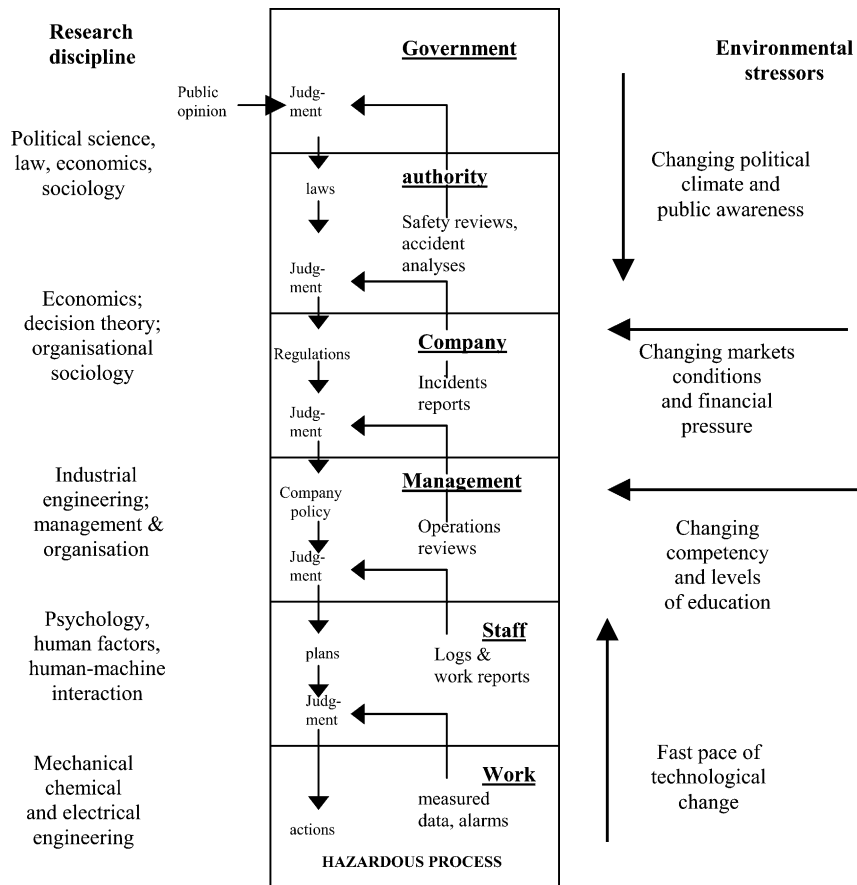 Research
discipline
Government
Environmental
stressors
Public
opinion
Judg-
ment
Political science,
law, economics,
sociology
authority
laws
Safety reviews,
accident
analyses
Judg-
ment
Changing political
climate and
public awareness
Economics;
decision theory;
organisational
sociology
Company
Regulations
Incidents
reports
Judg-
ment
Changing markets
conditions
and financial
pressure
Industrial
engineering;
management &
organisation
Management
Company
policy
Operations
reviews
Judg-
ment
Changing
competency
and levels
of education
Psychology,
human factors,
human-machine
interaction
Staff
plans
Logs &
work reports
Judg-
ment
Mechanical
chemical
and electrical
engineering
Work
measured
data, alarms
actions
HAZARDOUS PROCESS
Fast pace of
technological
change